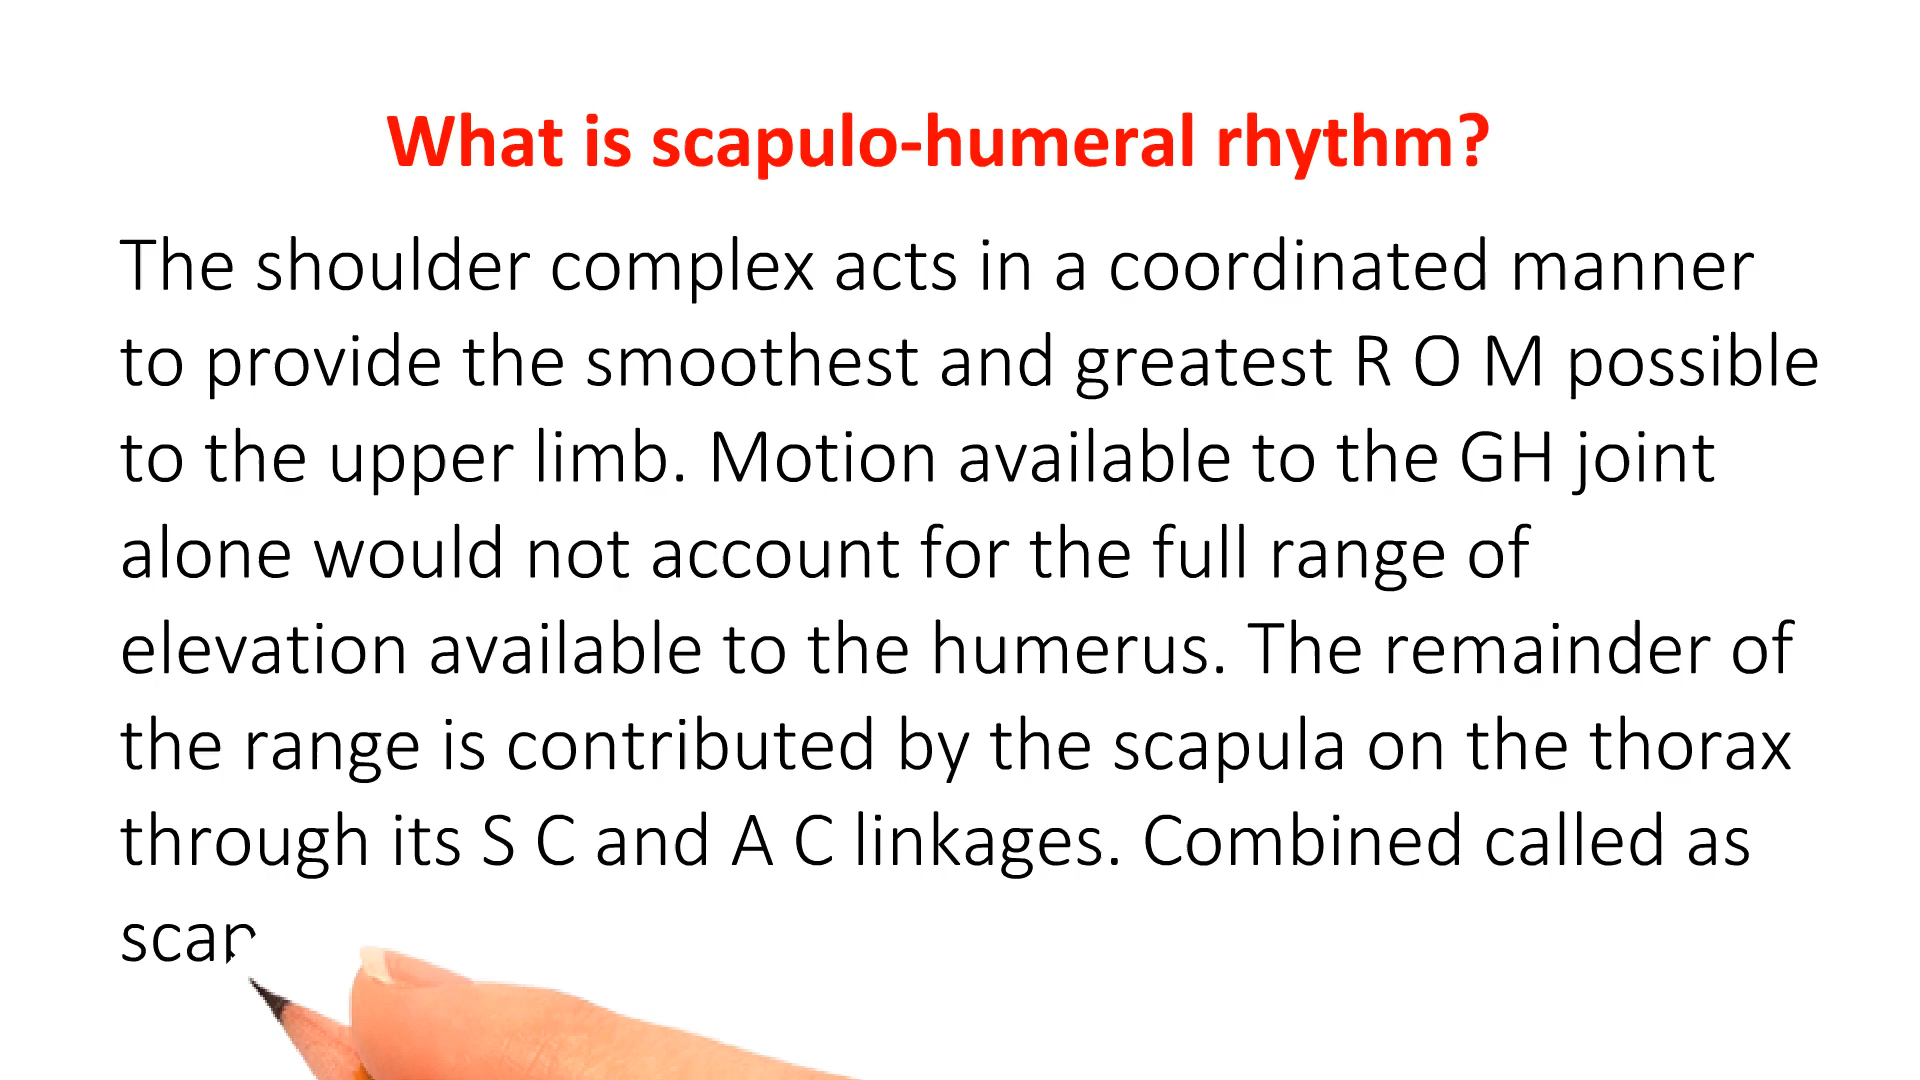 What is scapulo-humeral rhythm?
The shoulder complex acts in a coordinated manner
to provide the smoothest and greatest R O M possible
to the upper limb. Motion available to the GH joint
alone would not account for the full range of
elevation available to the humerus. The remainder of
the range is contributed by the scapula on the thorax
through its S C and A C linkages. Combined called as
scap